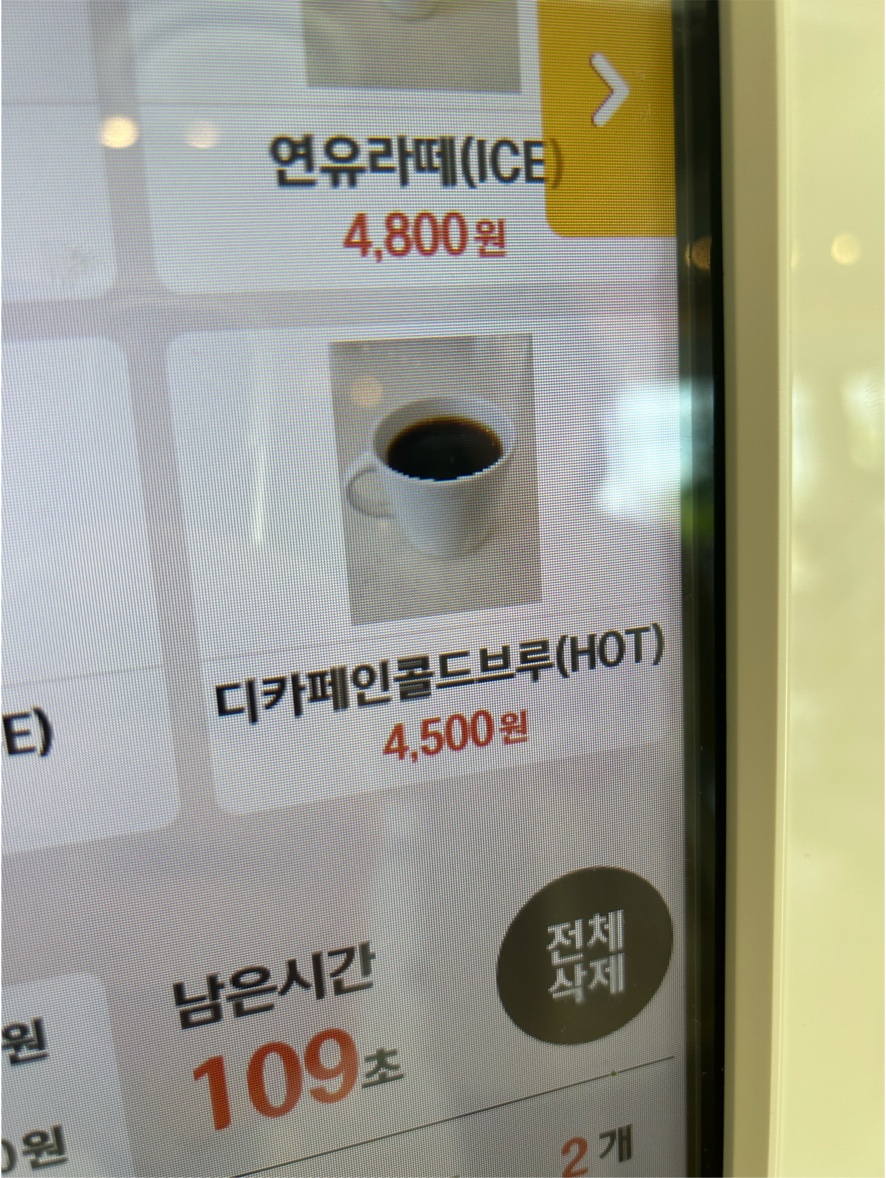 연유라떼(ICE)
4,800원
디카페인콜드브루(HOT)
4,500원
E)
전체
삭제
남은시간
109초
원
0원
2개